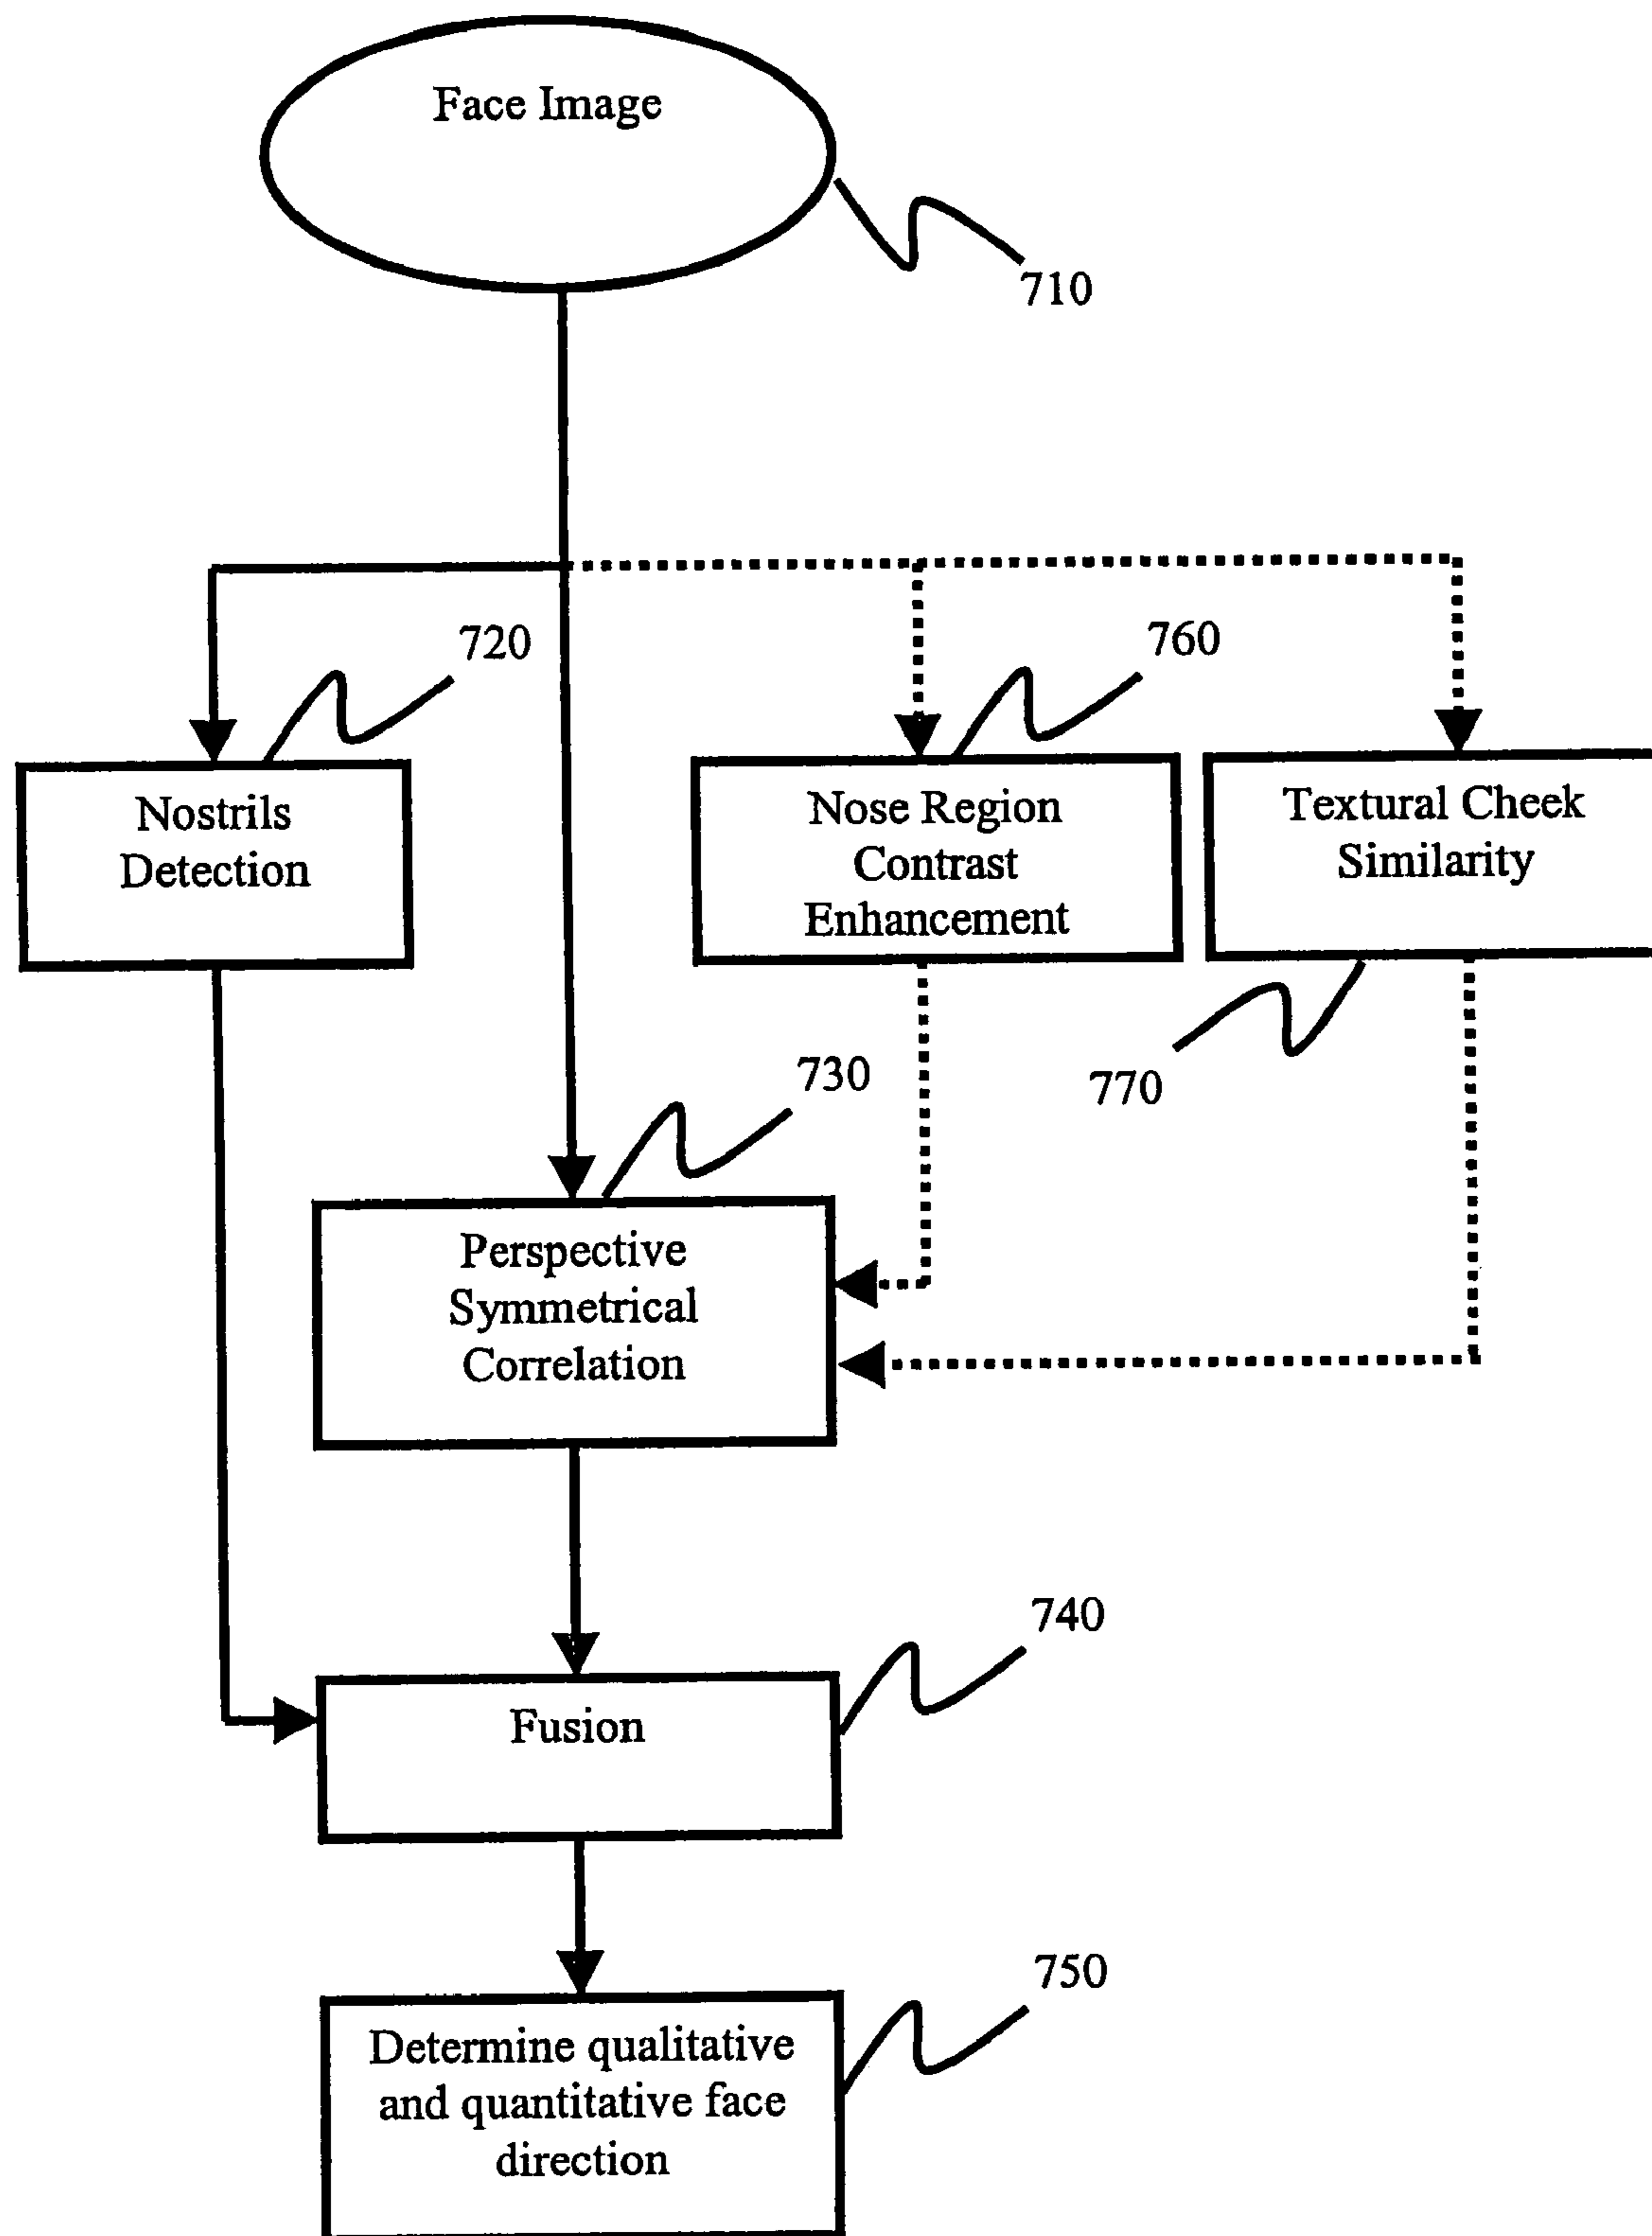 Face Image
710
720
760
Nostrils
Detection
Nose Region
Contrast
Enhancement
Textural Cheek
Similarity
730
770
Perspective
Symmetrical
Correlation
740
Fusion
750
Determine qualitative
and quantitative face
direction